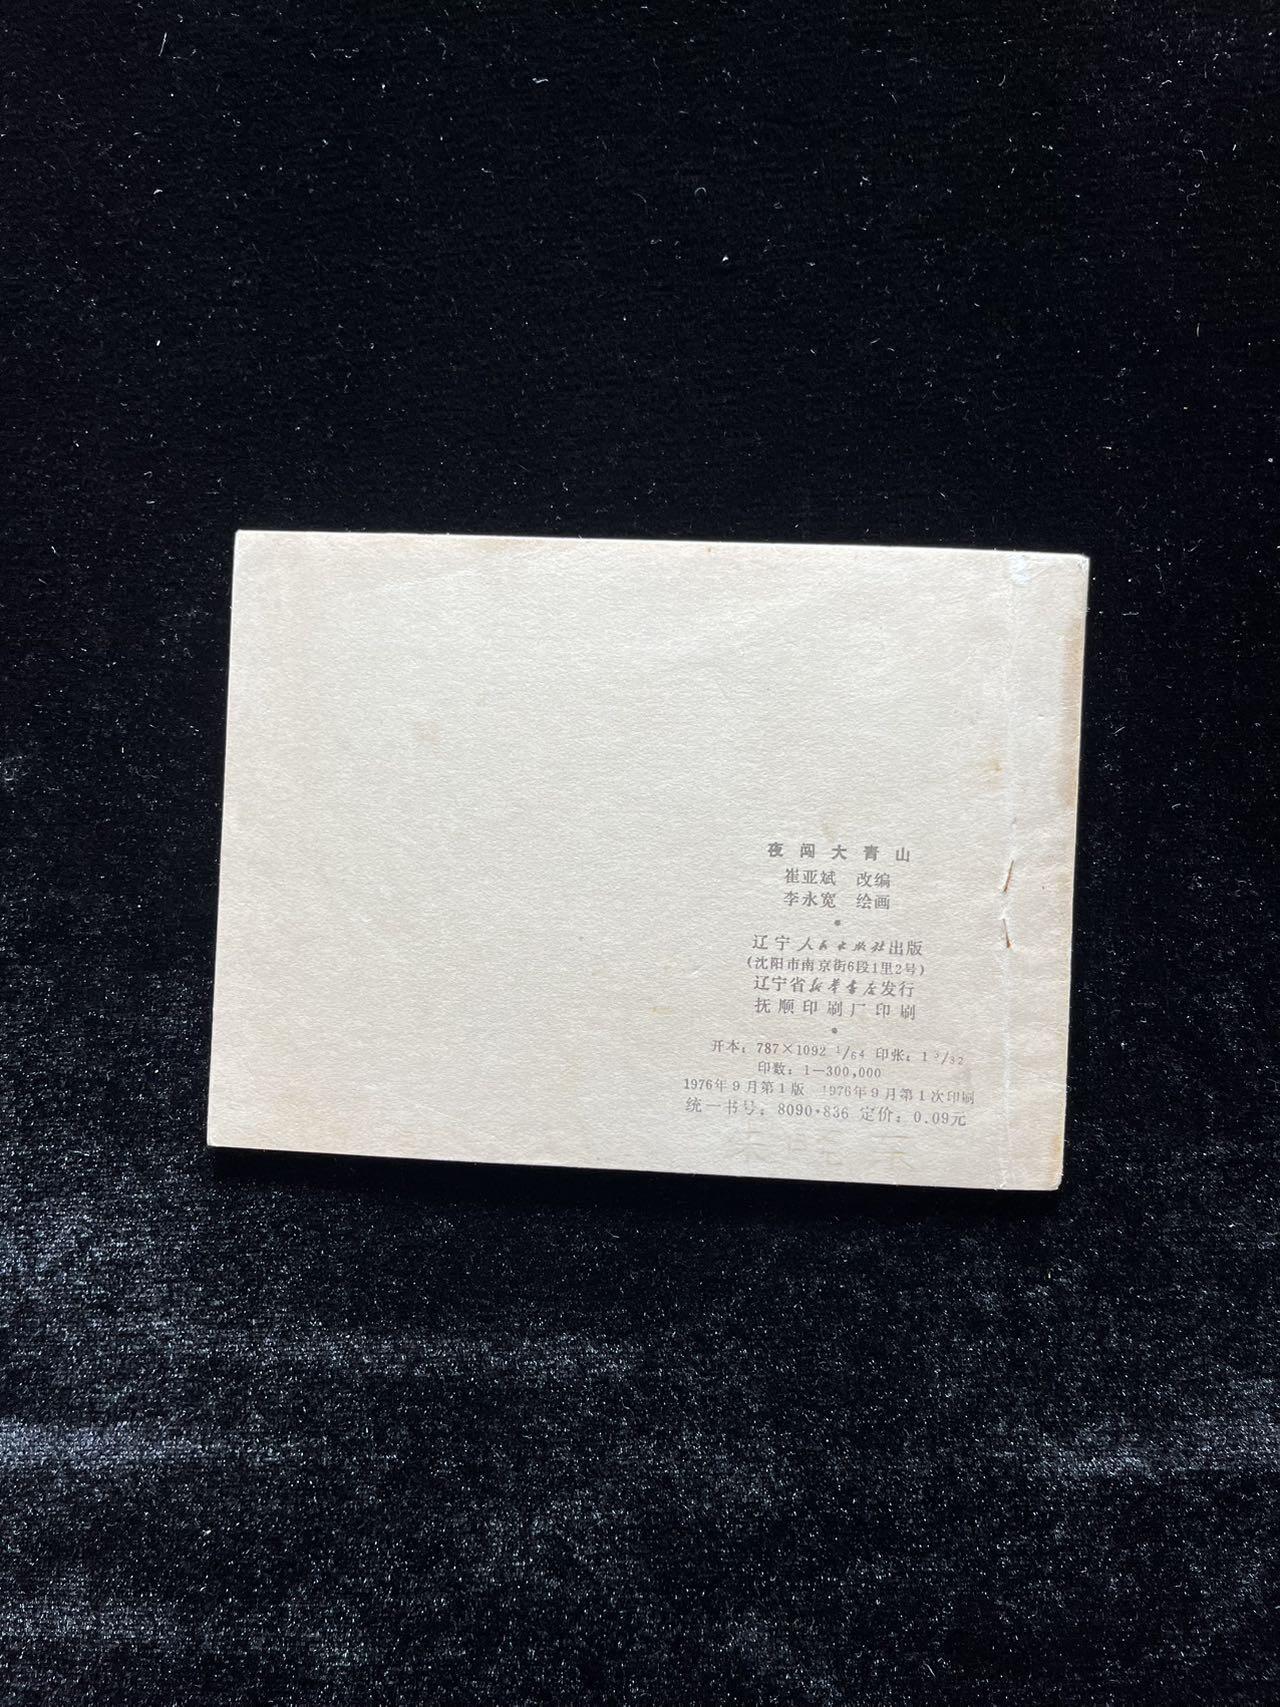 夜闯大青山
崔亚斌 改编
李永宽 绘画
辽宁人民出版社出版
(沈阳市南京街6段1里2号)
辽宁省新华书店发行
抚顺印刷厂印刷
开本：787×1092 1/64 印张：1 3/32
印数：1—300,000
1976年9月第1版 1976年9月第1次印刷
统一书号：8090·836 定价：0.09元